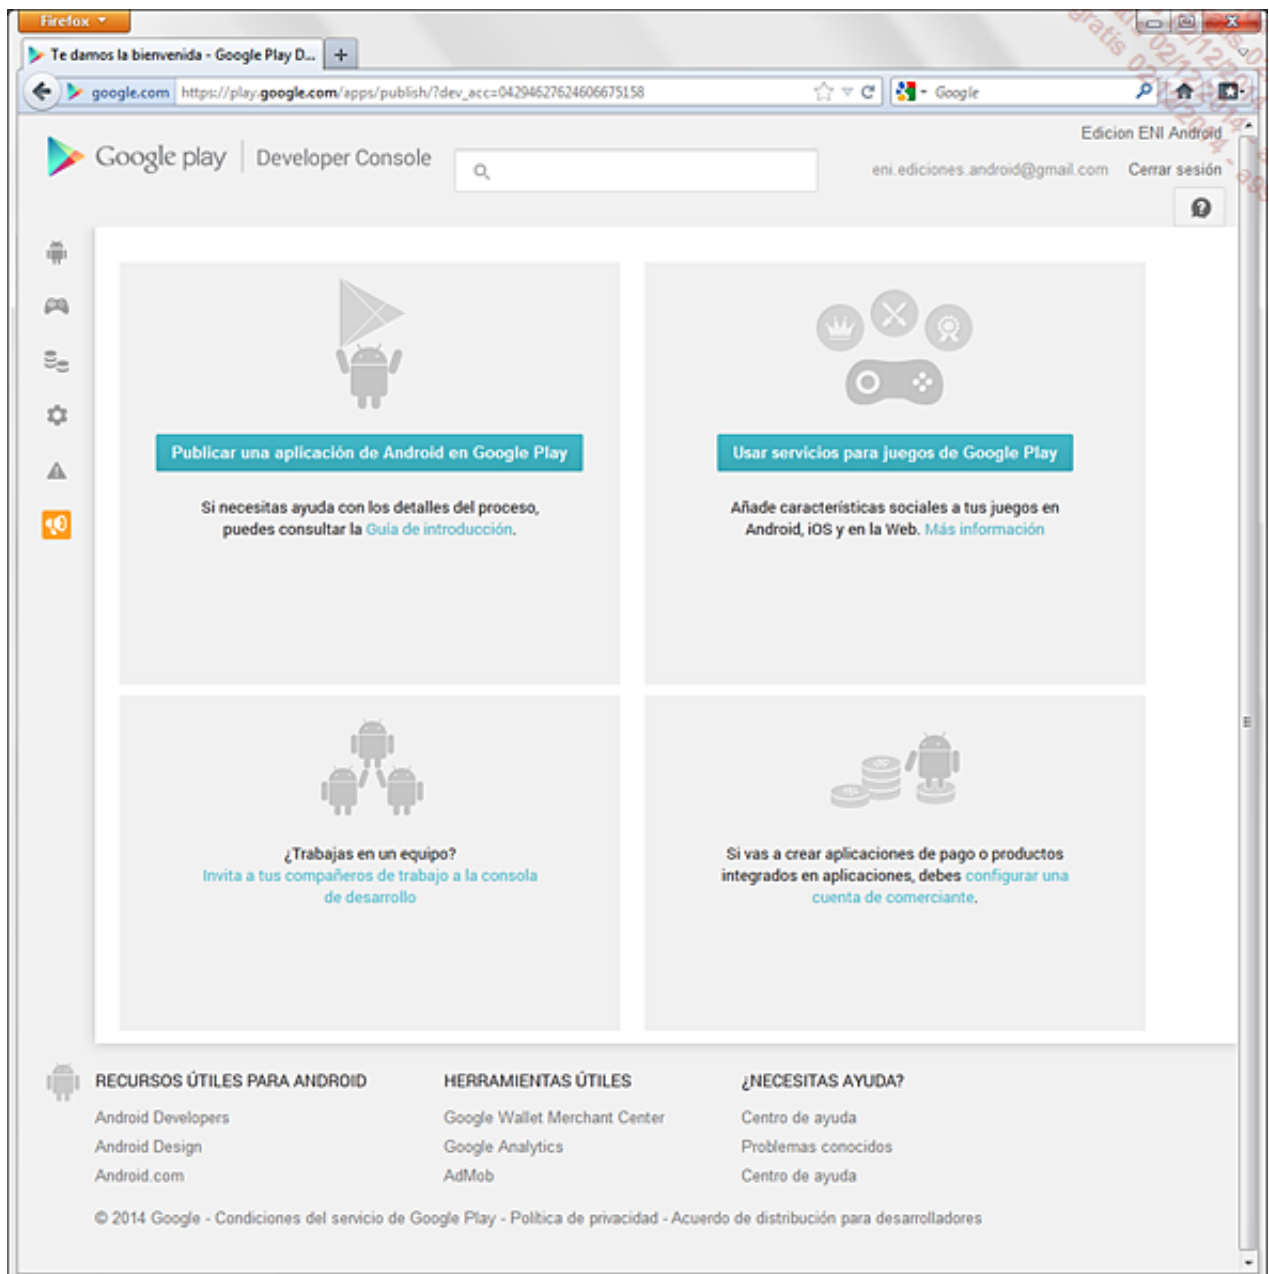 Firefox
Te damos la bienvenida - Google Play D...
google.com https://play.google.com/apps/publish/?dev_acc=04294627624606675158
Google
Edicion ENI Android
Google play Developer Console
eni.ediciones.android@gmail.com Cerrar sesión
Publicar una aplicación de Android en Google Play
Si necesitas ayuda con los detalles del proceso,
puedes consultar la Guía de introducción.
Usar servicios para juegos de Google Play
Añade características sociales a tus juegos en
Android, iOS y en la Web. Más información
¿Trabajas en un equipo?
Invita a tus compañeros de trabajo a la consola
de desarrollo
Si vas a crear aplicaciones de pago o productos
integrados en aplicaciones, debes configurar una
cuenta de comerciante.
RECURSOS ÚTILES PARA ANDROID
Android Developers
Android Design
Android.com
HERRAMIENTAS ÚTILES
Google Wallet Merchant Center
Google Analytics
AdMob
¿NECESITAS AYUDA?
Centro de ayuda
Problemas conocidos
Centro de ayuda
© 2014 Google - Condiciones del servicio de Google Play - Política de privacidad - Acuerdo de distribución para desarrolladores